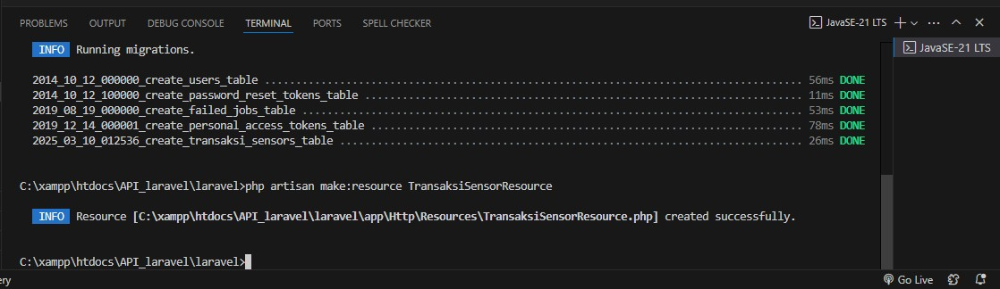 PROBLEMS OUTPUT DEBUG CONSOLE TERMINAL PORTS SPELL CHECKER JavaSE-21 LTS
JavaSE-21 LTS
INFO Running migrations.
2014_10_12_000000_create_users_table ........................................................................................ 56ms DONE
2014_10_12_100000_create_password_reset_tokens_table ........................................................................ 11ms DONE
2019_08_19_000000_create_failed_jobs_table .................................................................................. 53ms DONE
2019_12_14_000001_create_personal_access_tokens_table ....................................................................... 78ms DONE
2025_03_10_012536_create_transaksi_sensors_table ............................................................................ 26ms DONE
C:\xampp\htdocs\API_laravel\laravel>php artisan make:resource TransaksiSensorResource
INFO Resource [C:\xampp\htdocs\API_laravel\laravel\app\Http\Resources\TransaksiSensorResource.php] created successfully.
C:\xampp\htdocs\API_laravel\laravel>
ery Go Live